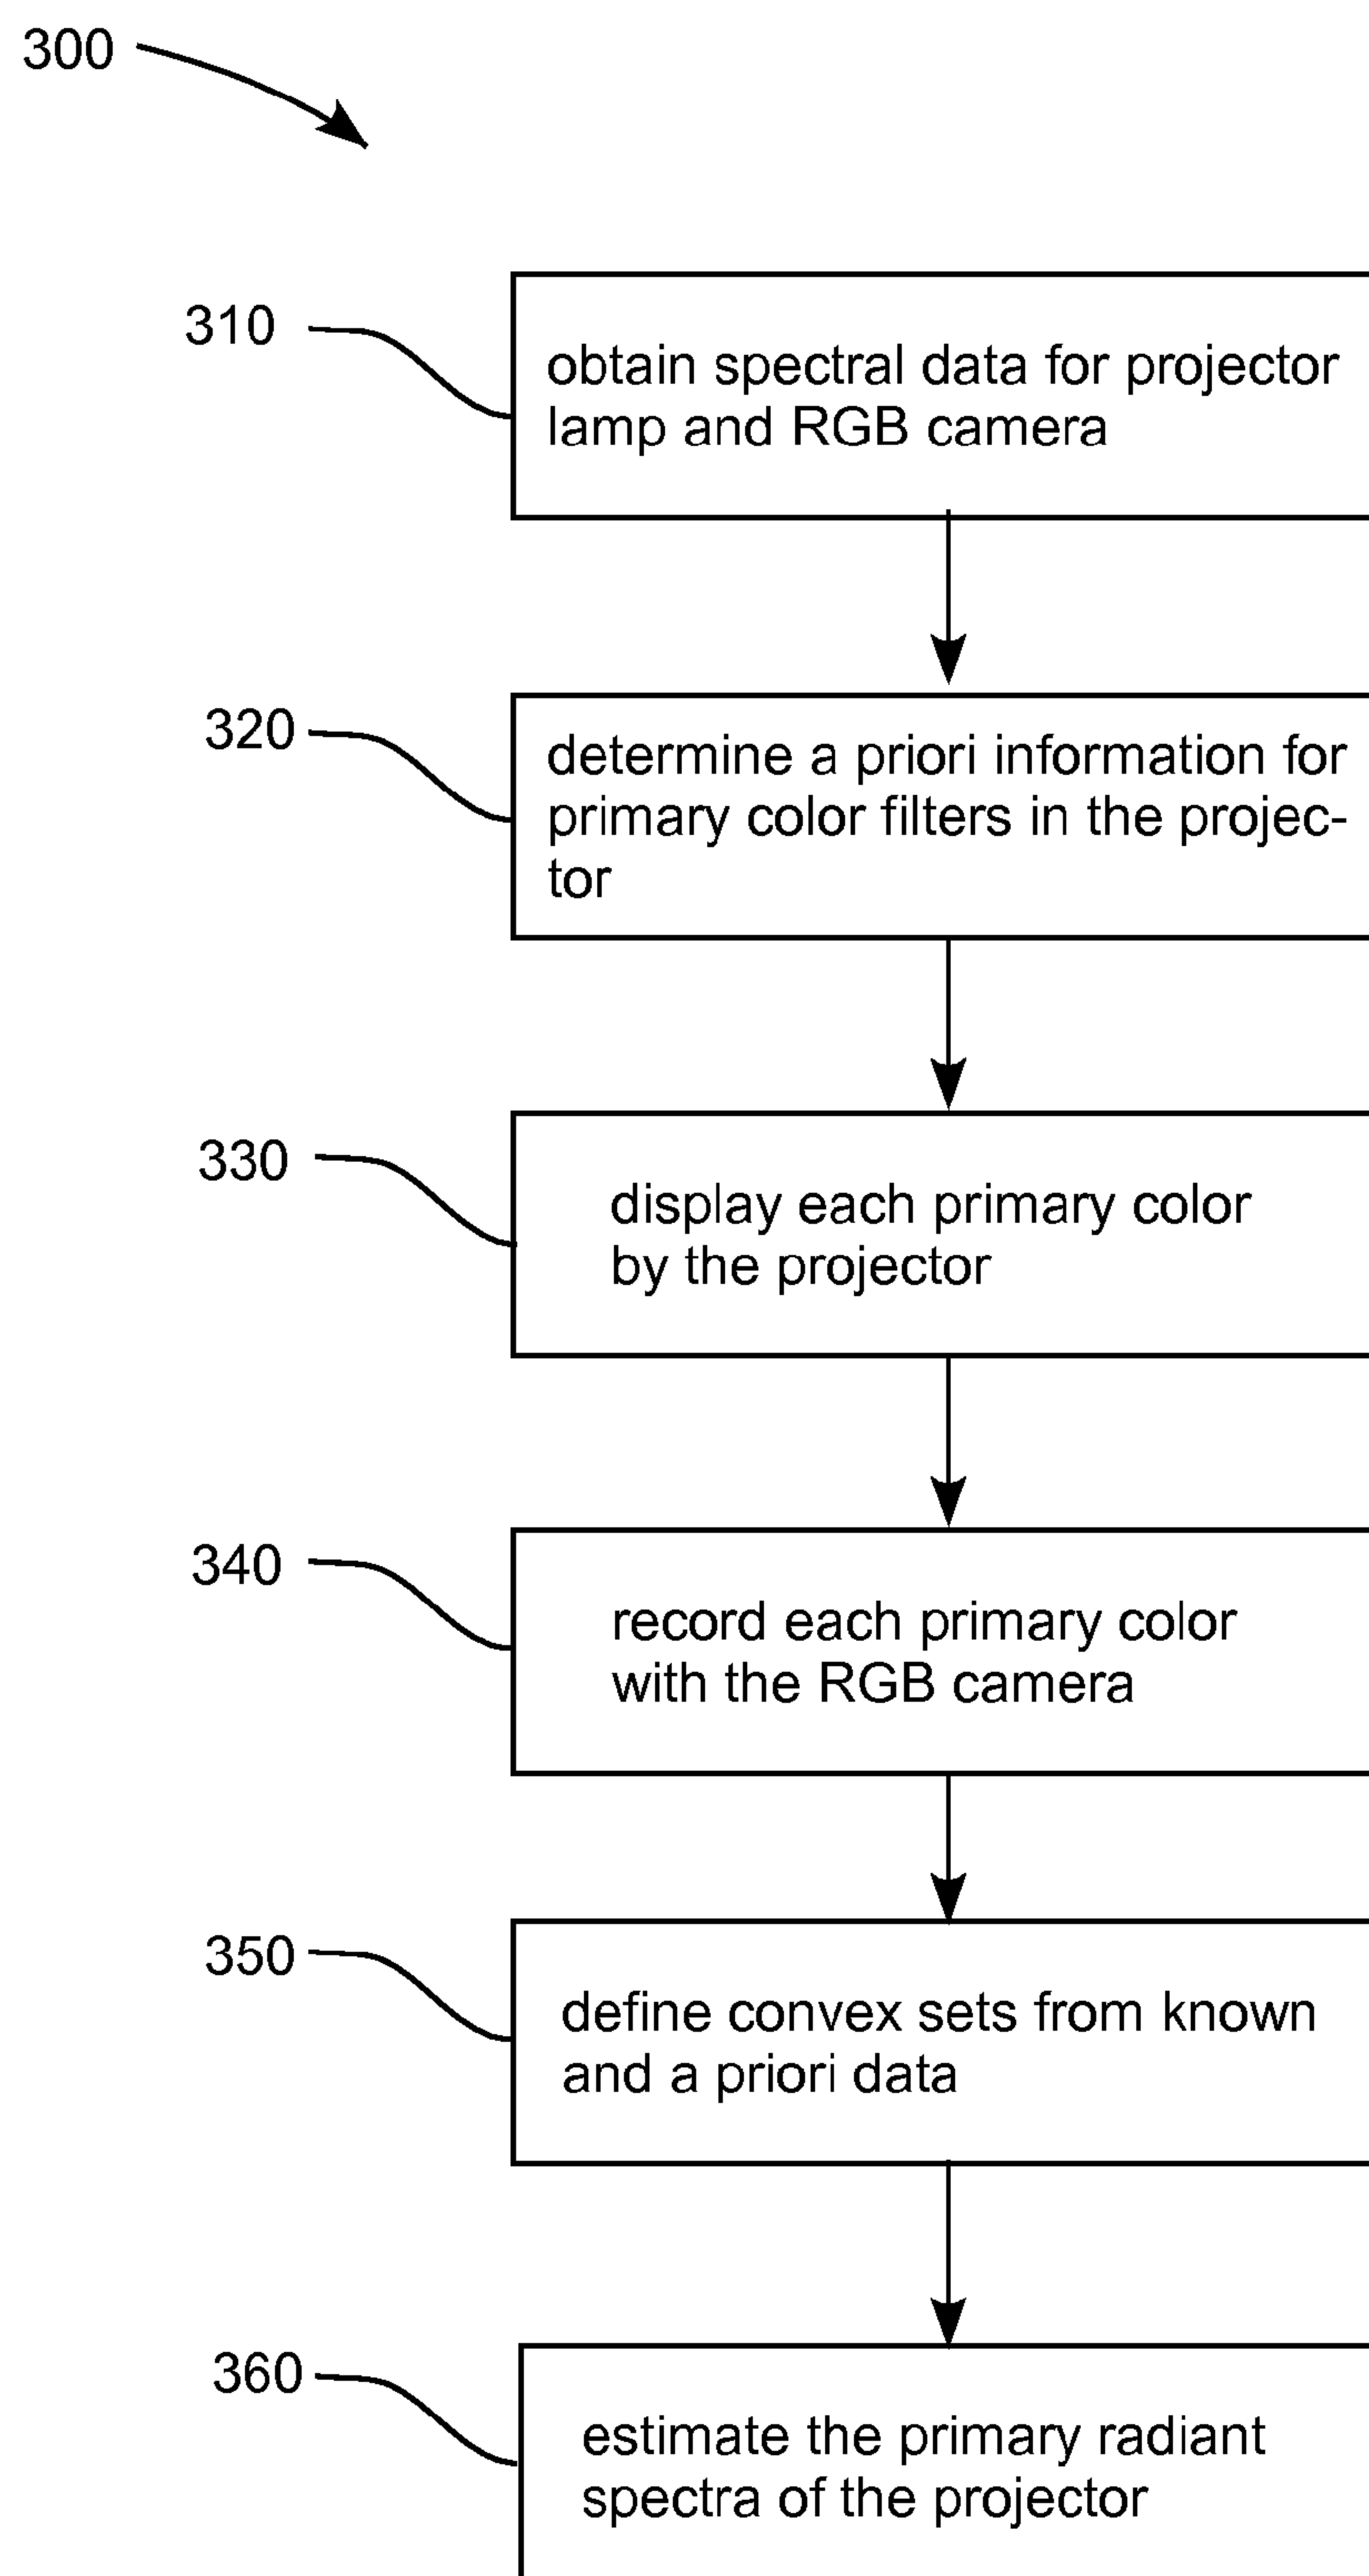 300
310
obtain spectral data for projector
lamp and RGB camera
320
determine a priori information for
primary color filters in the projec-
tor
330
display each primary color
by the projector
340
record each primary color
with the RGB camera
350
define convex sets from known
and a priori data
360
estimate the primary radiant
spectra of the projector